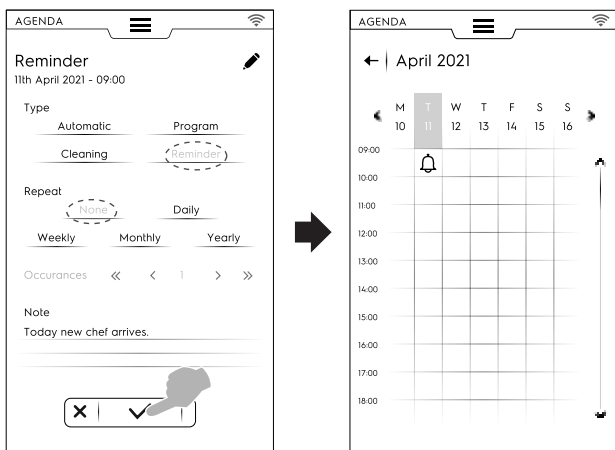 AGENDA
Reminder
11th April 2021 - 09:00
Type
Automatic Program
Cleaning Reminder
Repeat
None Daily
Weekly Monthly Yearly
Occurances 1
Note
Today new chef arrives.
AGENDA
April 2021
M T W T F S S
10 11 12 13 14 15 16
09:00
10:00
11:00
12:00
13:00
14:00
15:00
16:00
17:00
18:00